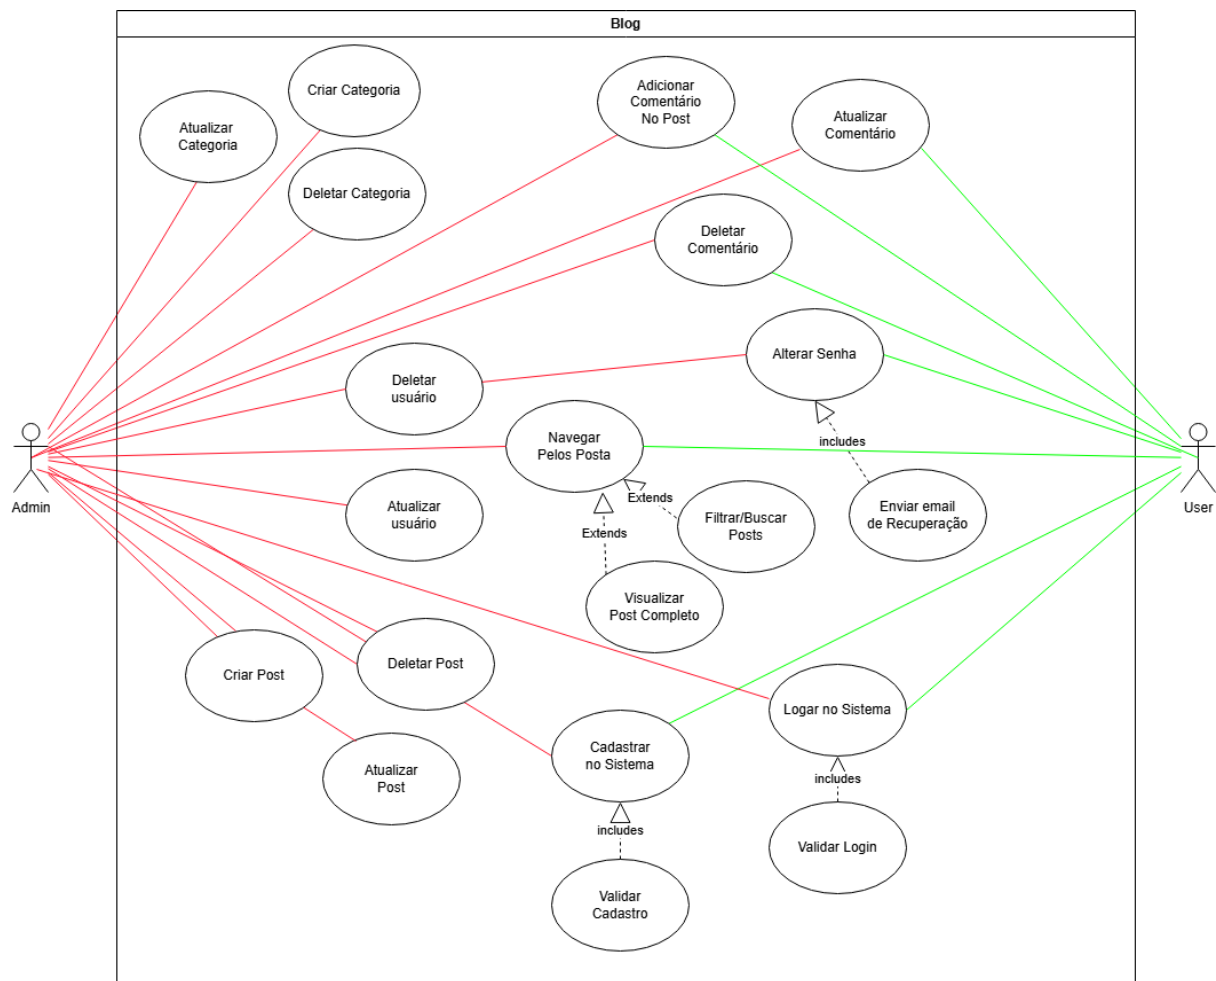 Blog
Criar Categoria
Atualizar
Categoria
Deletar Categoria
Adicionar
Comentário
No Post
Atualizar
Comentário
Deletar
Comentário
Alterar Senha
Deletar
usuário
includes
Navegar
Pelos Posta
Admin
Atualizar
usuário
Extends
Filtrar/Buscar
Posts
Enviar email
de Recuperação
User
Extends
Visualizar
Post Completo
Criar Post
Deletar Post
Logar no Sistema
Cadastrar
no Sistema
Atualizar
Post
includes
includes
Validar Login
Validar
Cadastro